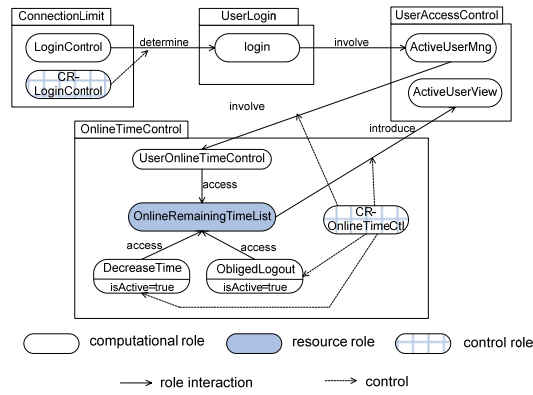 ConnectionLimit
UserLogin
UserAccessControl
LoginControl
determine
login
involve
ActiveUserMng
CR-
LoginControl
ActiveUserView
involve
introduce
OnlineTimeControl
UserOnlineTimeControl
access
OnlineRemainingTimeList
CR-
OnlineTimeCtl
access
access
DecreaseTime
isActive=true
ObligedLogout
isActive=true
computational role
resource role
control role
role interaction
control